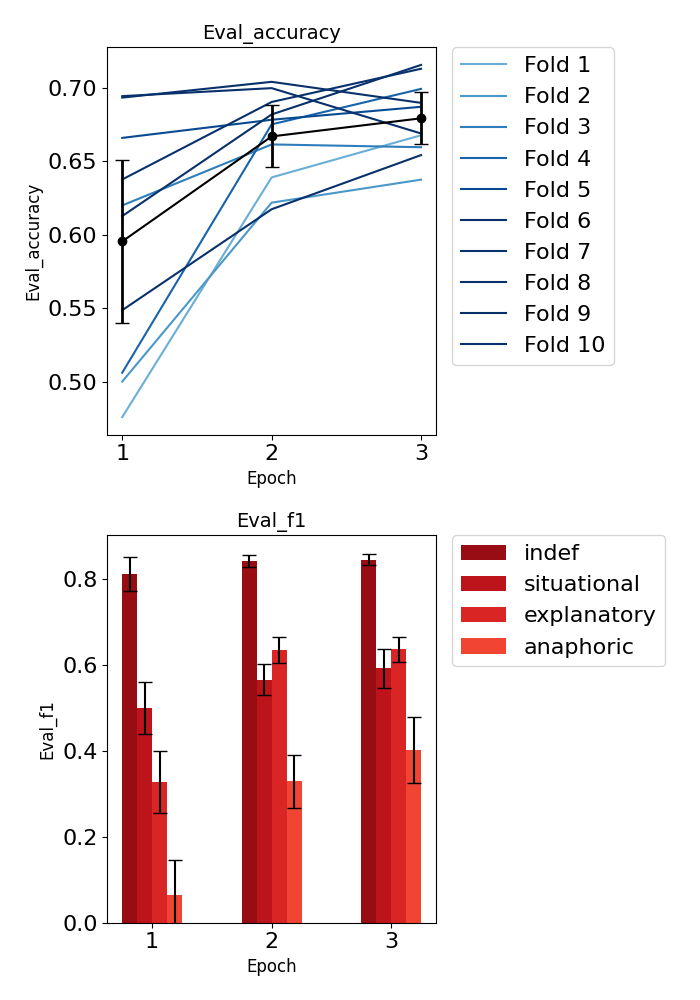 Eval_accuracy
Eval_accuracy
0.70
0.65
0.60
0.55
0.50
1 2 3
Epoch
Fold 1
Fold 2
Fold 3
Fold 4
Fold 5
Fold 6
Fold 7
Fold 8
Fold 9
Fold 10
Eval_f1
Eval_f1
0.8
0.6
0.4
0.2
0.0
1 2 3
Epoch
indef
situational
explanatory
anaphoric